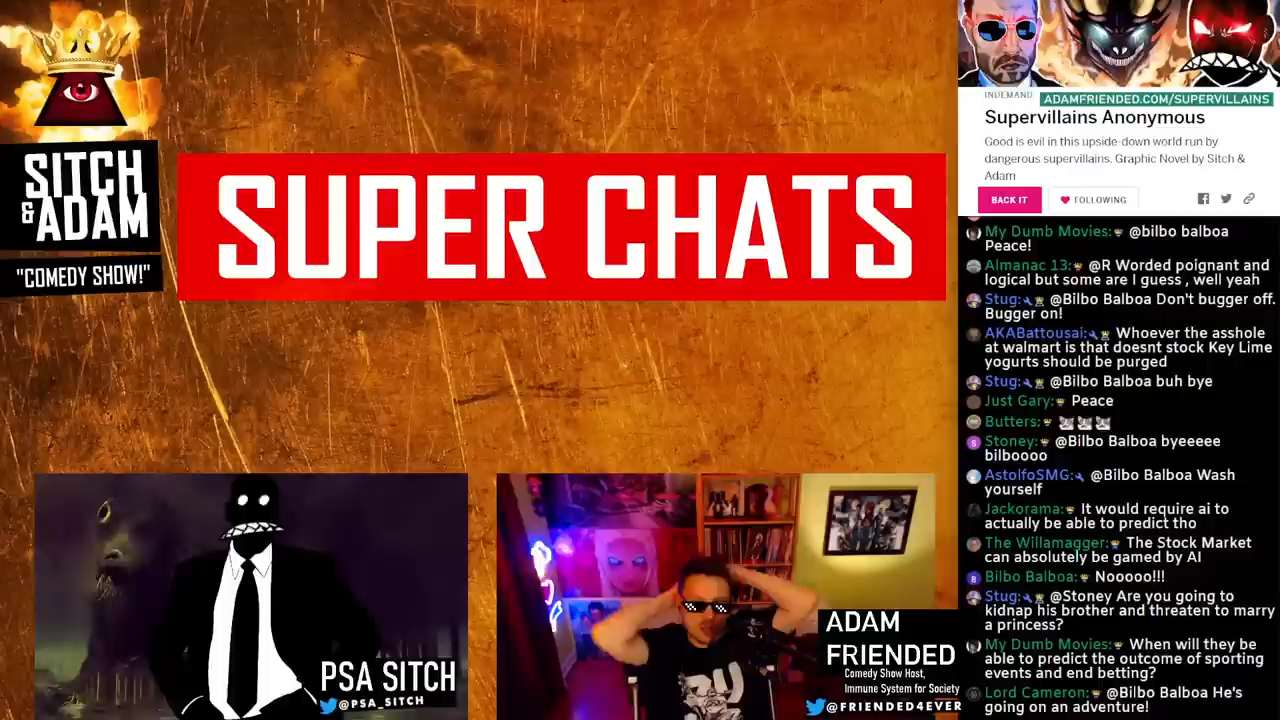 SITCH
& ADAM
"COMEDY SHOW!"
SUPER CHATS
INDEMAND
ADAMFRIENDED.COM/SUPERVILLAINS
Supervillains Anonymous
Good is evil in this upside-down world run by
dangerous supervillains. Graphic Novel by Sitch &
Adam
BACK IT
FOLLOWING
My Dumb Movies: @bilbo balboa
Peace!
Almanac 13: @R Worded poignant and
logical but some are I guess , well yeah
Stug: @Bilbo Balboa Don't bugger off.
Bugger on!
AKABattousai: Whoever the asshole
at walmart is that doesnt stock Key Lime
yogurts should be purged
Stug: @Bilbo Balboa buh bye
Just Gary: Peace
Butters:
Stoney: @Bilbo Balboa byeeeee
bilboooo
AstolfoSMG: @Bilbo Balboa Wash
yourself
Jackorama: It would require ai to
actually be able to predict tho
The Willamagger: The Stock Market
can absolutely be gamed by AI
Bilbo Balboa: Nooooo!!!
Stug: @Stoney Are you going to
kidnap his brother and threaten to marry
a princess?
My Dumb Movies: When will they be
able to predict the outcome of sporting
events and end betting?
Lord Cameron: @Bilbo Balboa He's
going on an adventure!
PSA SITCH
@PSA_SITCH
ADAM
FRIENDED
Comedy Show Host,
Immune System for Society
@FRIENDED4EVER